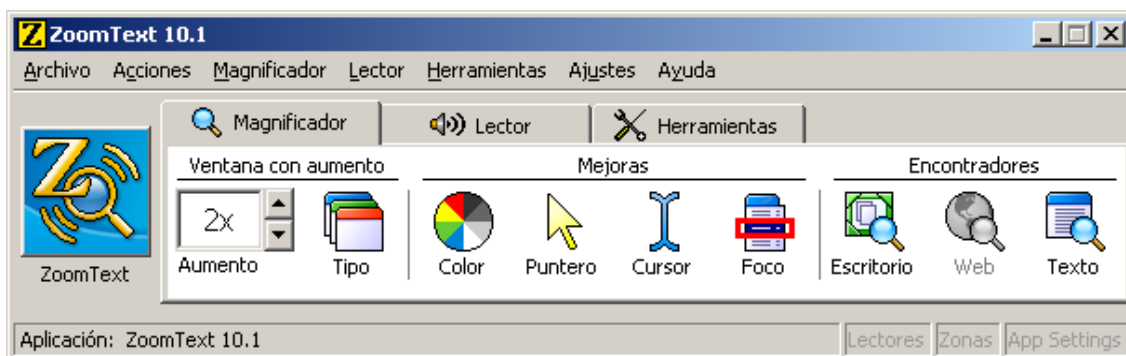 ZoomText 10.1
Archivo Acciones Magnificador Lector Herramientas Ajustes Ayuda
Magnificador Lector Herramientas
Ventana con aumento Mejoras Encontradores
2x
Aumento Tipo Color Puntero Cursor Foco Escritorio Web Texto
ZoomText
Aplicación: ZoomText 10.1 Lectores Zonas App Settings